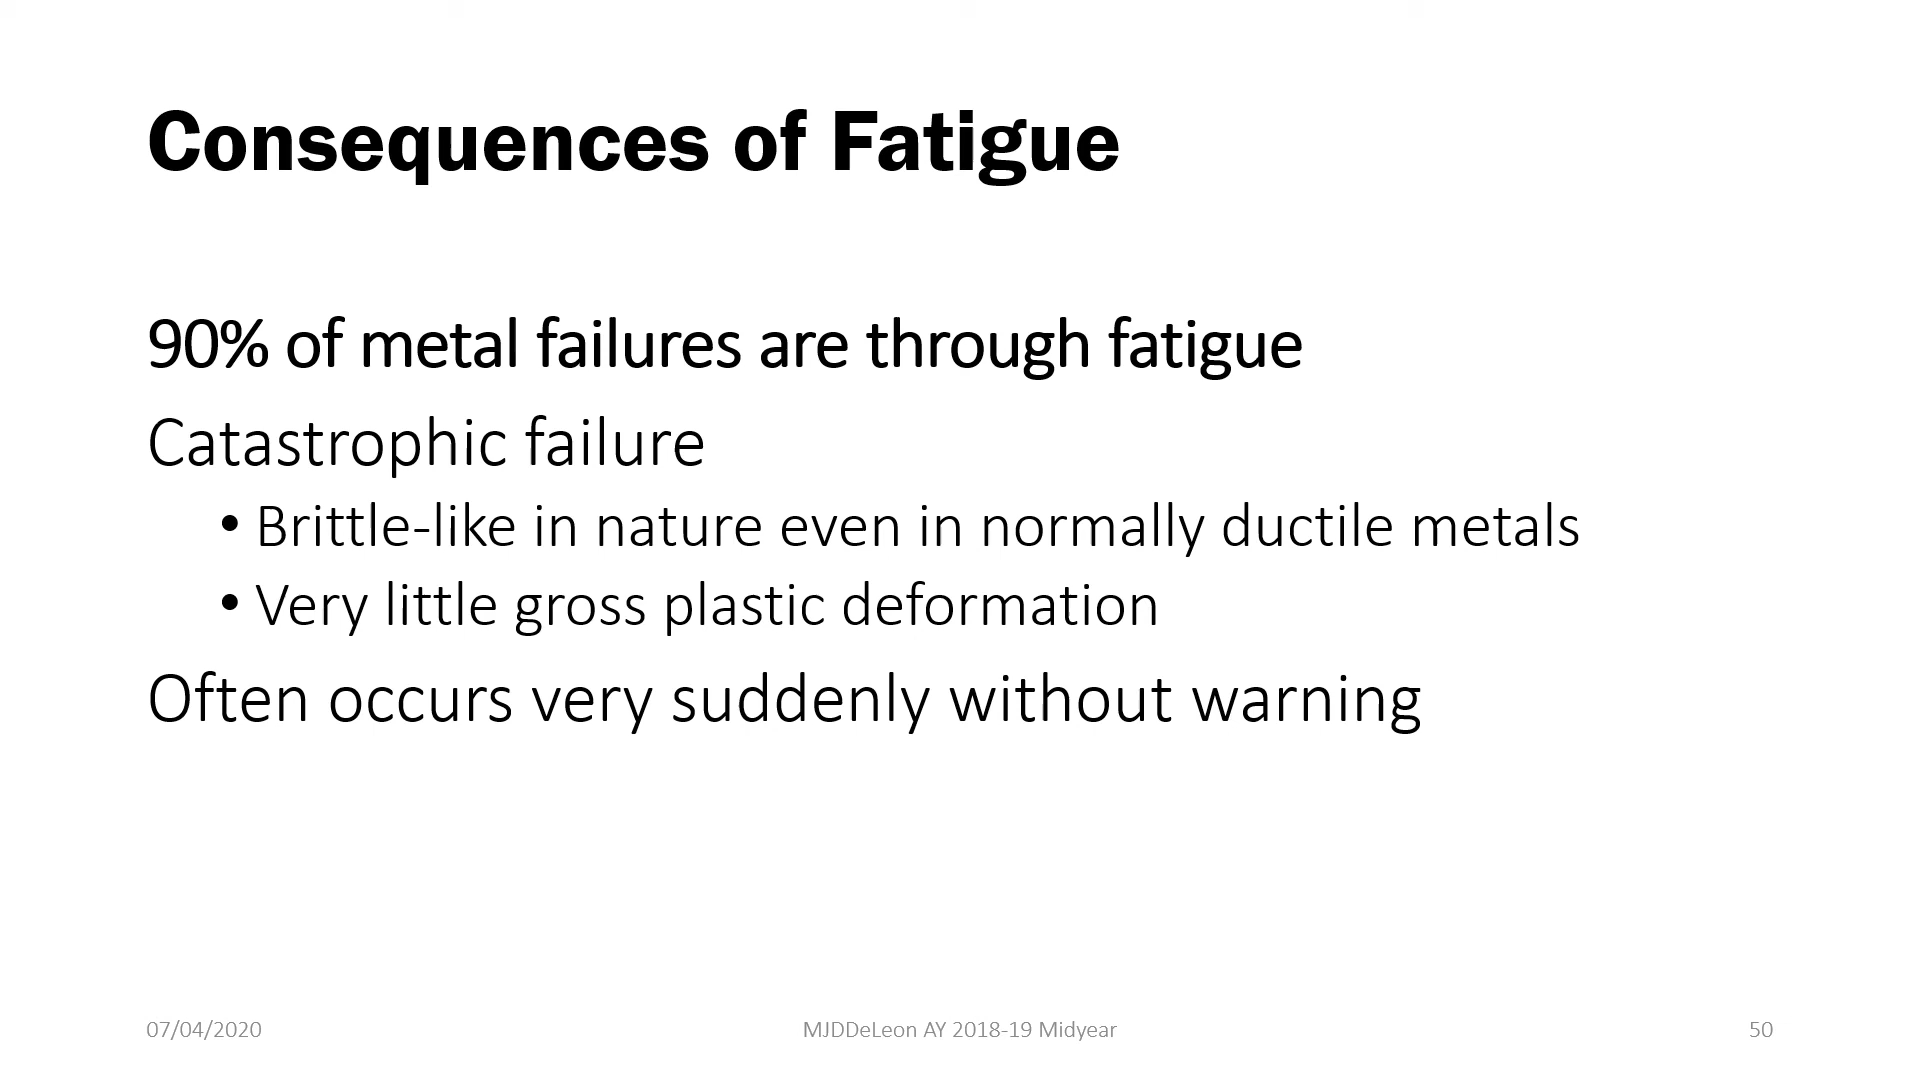 Consequences of Fatigue
90% of metal failures are through fatigue
Catastrophic failure
• Brittle-like in nature even in normally ductile metals
• Very little gross plastic deformation
Often occurs very suddenly without warning
07/04/2020
MJDDeLeon AY 2018-19 Midyear
50